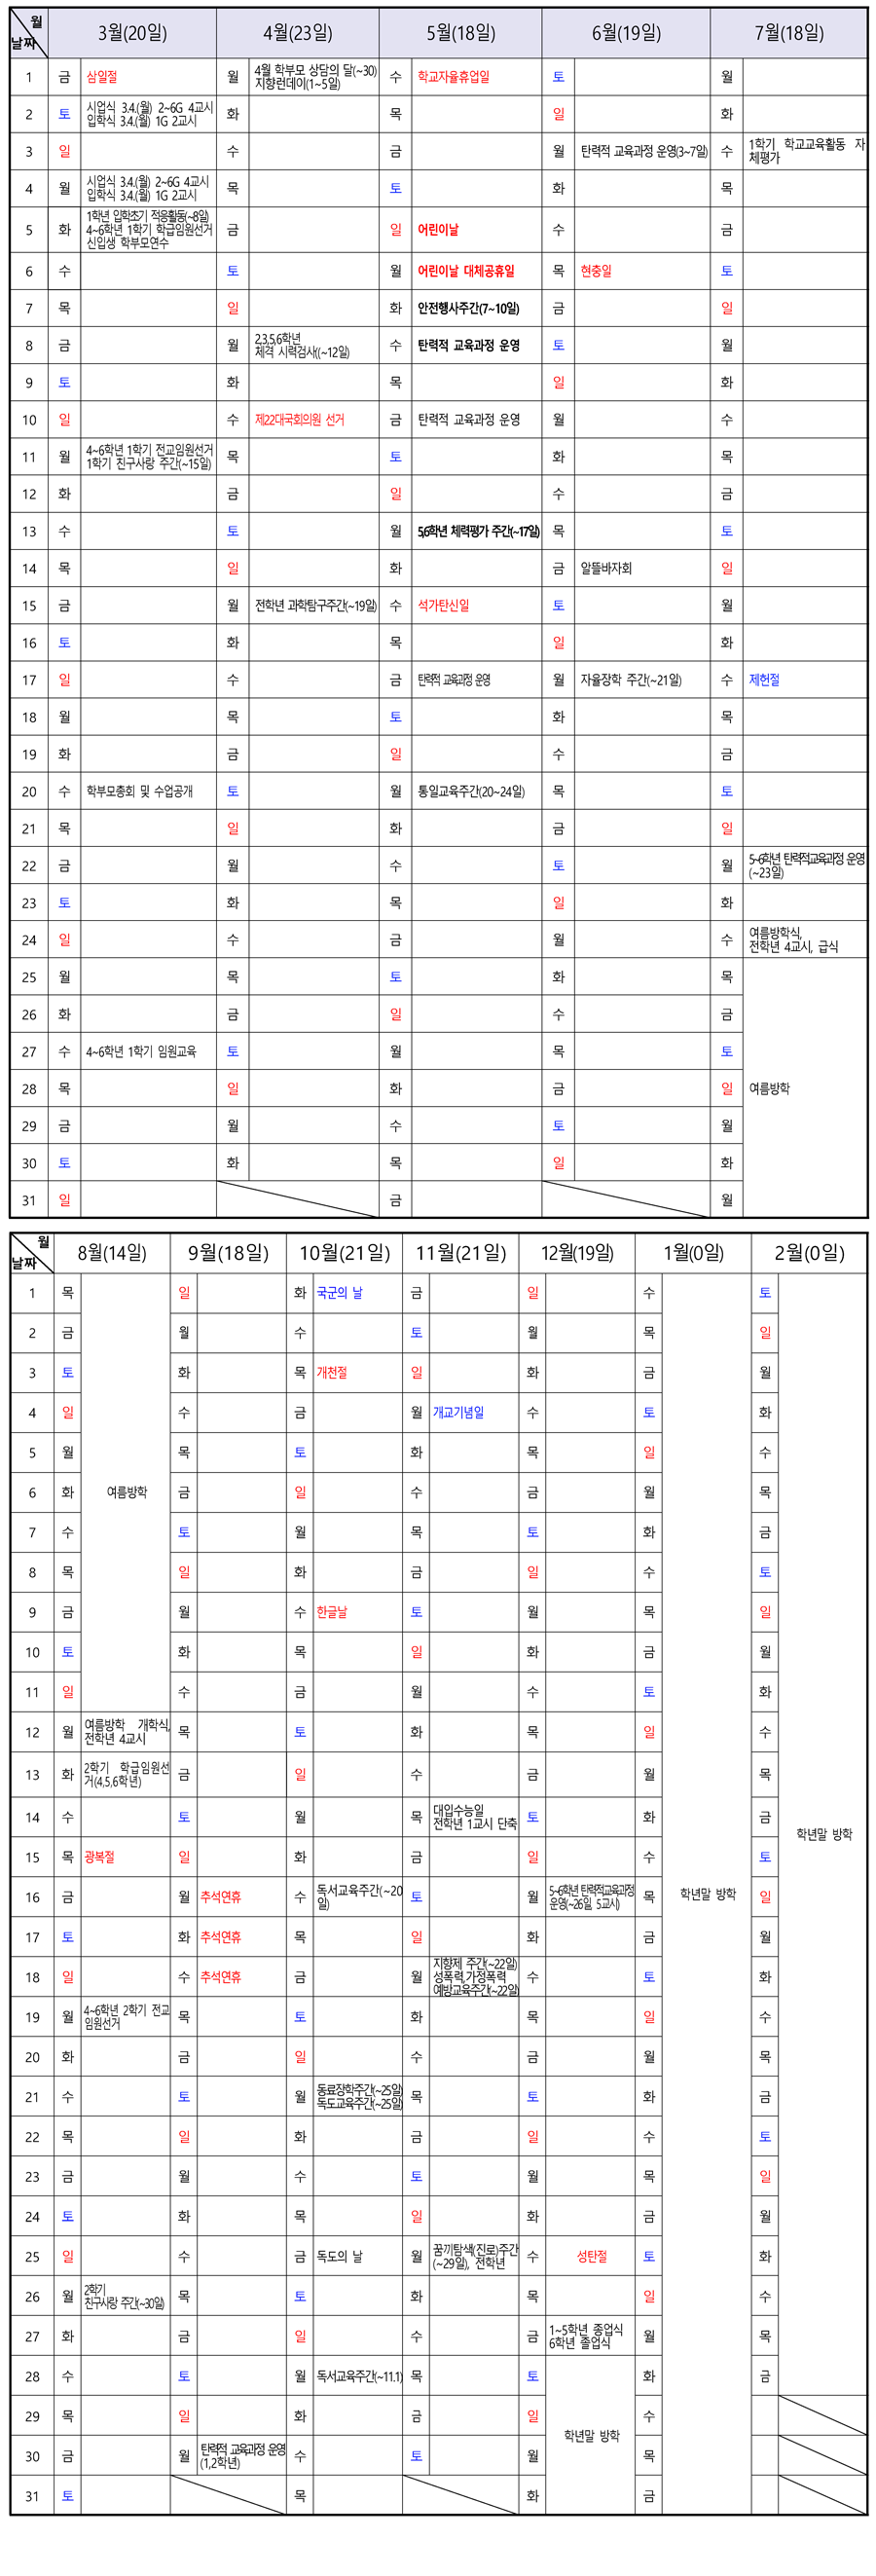 월
날짜
3월(20일) 4월(23일) 5월(18일) 6월(19일) 7월(18일)
1 금 삼일절 월 4월 학부모 상담의 달(~30) 수 학교자율휴업일 토 월
지향런데이(1~5일)
2 토 시업식 3.4.(월) 2~6G 4교시 화 목 일 화
입학식 3.4.(월) 1G 2교시
3 일 수 금 월 탄력적 교육과정 운영(3~7일) 수 1학기 학교교육활동 자
체평가
4 월 시업식 3.4.(월) 2~6G 4교시 목 토 화 목
입학식 3.4.(월) 1G 2교시
5 화 1학년 입학초기 적응활동(~8일) 금 일 어린이날 수 금
4~6학년 1학기 학급임원선거
신입생 학부모연수
6 수 토 월 어린이날 대체공휴일 목 현충일 토
7 목 일 화 안전행사주간(7~10일) 금 일
8 금 월 2,3,5,6학년 수 탄력적 교육과정 운영 토 월
체격 시력검사((~12일)
9 토 화 목 일 화
10 일 수 제22대국회의원 선거 금 탄력적 교육과정 운영 월 수
11 월 4~6학년 1학기 전교임원선거 목 토 화 목
1학기 친구사랑 주간(~15일)
12 화 금 일 수 금
13 수 토 월 5,6학년 체력평가 주간(~17일) 목 토
14 목 일 화 금 알뜰바자회 일
15 금 월 전학년 과학탐구주간(~19일) 수 석가탄신일 토 월
16 토 화 목 일 화
17 일 수 금 탄력적 교육과정 운영 월 자율장학 주간(~21일) 수 제헌절
18 월 목 토 화 목
19 화 금 일 수 금
20 수 학부모총회 및 수업공개 토 월 통일교육주간(20~24일) 목 토
21 목 일 화 금 일
22 금 월 수 토 월 5~6학년 탄력적교육과정 운영
(~23일)
23 토 화 목 일 화
24 일 수 금 월 수 여름방학식,
전학년 4교시, 급식
25 월 목 토 화 목
26 화 금 일 수 금
27 수 4~6학년 1학기 임원교육 토 월 목 토
28 목 일 화 금 일 여름방학
29 금 월 수 토 월
30 토 화 목 일 화
31 일 금 월
월
날짜
8월(14일) 9월(18일) 10월(21일) 11월(21일) 12월(19일) 1월(0일) 2월(0일)
1 목 일 화 국군의 날 금 일 수 토
2 금 월 수 토 월 목 일
3 토 화 목 개천절 일 화 금 월
4 일 수 금 월 개교기념일 수 토 화
5 월 목 토 화 목 일 수
6 화 여름방학 금 일 수 금 월 목
7 수 토 월 목 토 화 금
8 목 일 화 금 일 수 토
9 금 월 수 한글날 토 월 목 일
10 토 화 목 일 화 금 월
11 일 수 금 월 수 토 화
12 월 여름방학 개학식, 목 토 화 목 일 수
전학년 4교시
13 화 2학기 학급임원선 금 일 수 금 월 목
거(4,5,6학년)
14 수 토 월 목 대입수능일 토 화 금
전학년 1교시 단축
학년말 방학
15 목 광복절 일 화 금 일 수 토
16 금 월 추석연휴 수 독서교육주간(~20 토 월 5~6학년 탄력적교육과정 목 학년말 방학 일
일) 운영(~26일, 5교시)
17 토 화 추석연휴 목 일 화 금 월
18 일 수 추석연휴 금 월 지향제 주간(~22일) 수 토 화
성폭력,가정폭력
예방교육주간(~22일)
19 월 4~6학년 2학기 전교 목 토 화 목 일 수
임원선거
20 화 금 일 수 금 월 목
21 수 토 월 동료장학주간(~25일) 목 토 화 금
독도교육주간(~25일)
22 목 일 화 금 일 수 토
23 금 월 수 토 월 목 일
24 토 화 목 일 화 금 월
25 일 수 금 독도의 날 월 꿈끼탐색(진로)주간 수 성탄절 토 화
(~29일), 전학년
26 월 2학기 목 토 화 목 일 수
친구사랑 주간(~30일)
27 화 금 일 수 금 1~5학년 종업식 월 목
6학년 졸업식
28 수 토 월 독서교육주간(~11.1) 목 토 화 금
29 목 일 화 금 일 수
학년말 방학
30 금 월 탄력적 교육과정 운영 수 토 월 목
(1,2학년)
31 토 목 화 금